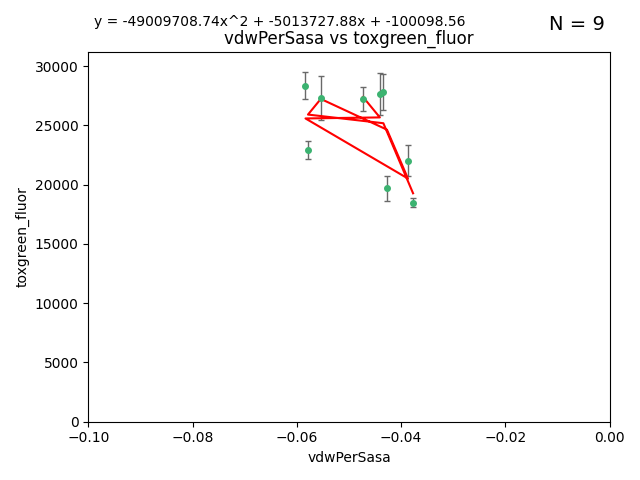 y = -49009708.74x^2 + -5013727.88x + -100098.56
N = 9
vdwPerSasa vs toxgreen_fluor
30000
25000
20000
15000
10000
5000
0
toxgreen_fluor
−0.10 −0.08 −0.06 −0.04 −0.02 0.00
vdwPerSasa